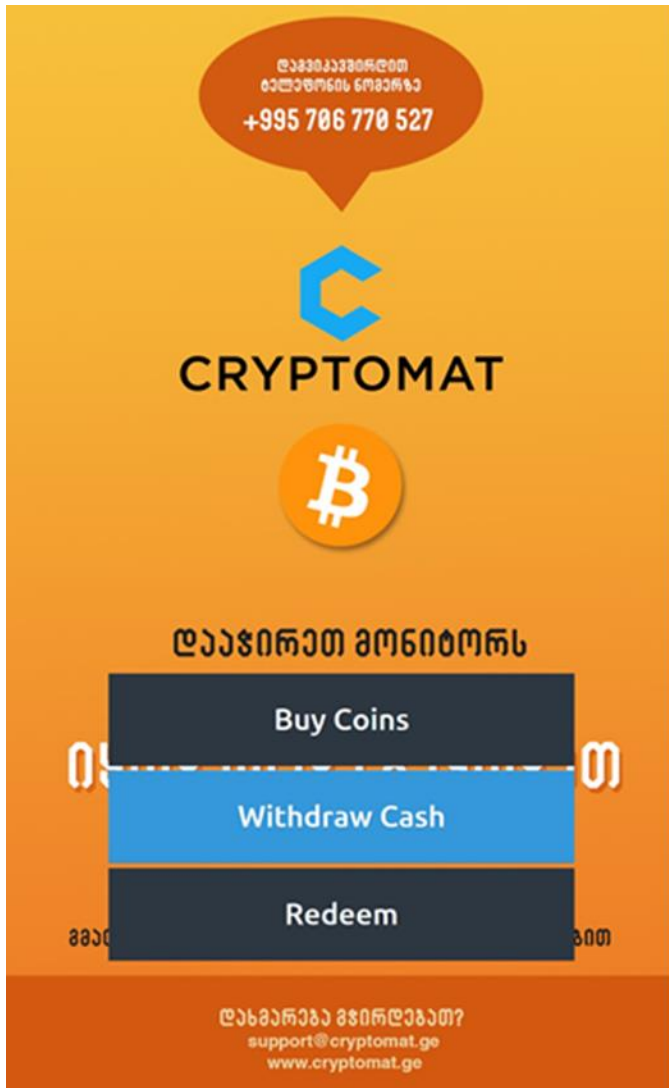 დაგვიკავშირდით
ტელეფონის ნომერზე
+995 706 770 527
CRYPTOMAT
დააჭირეთ მონიტორს
Buy Coins
Withdraw Cash
Redeem
დახმარება გჭირდებათ?
support@cryptomat.ge
www.cryptomat.ge